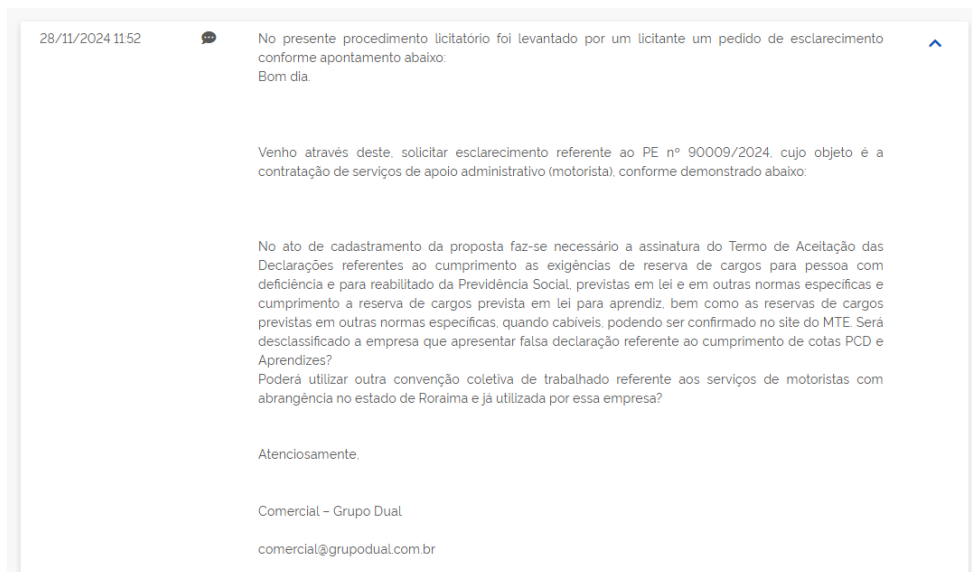 28/11/2024 11:52
No presente procedimento licitatório foi levantado por um licitante um pedido de esclarecimento
conforme apontamento abaixo:
Bom dia.
Venho através deste, solicitar esclarecimento referente ao PE nº 90009/2024, cujo objeto é a
contratação de serviços de apoio administrativo (motorista), conforme demonstrado abaixo:
No ato de cadastramento da proposta faz-se necessário a assinatura do Termo de Aceitação das
Declarações referentes ao cumprimento as exigências de reserva de cargos para pessoa com
deficiência e para reabilitado da Previdência Social, previstas em lei e em outras normas específicas e
cumprimento a reserva de cargos prevista em lei para aprendiz, bem como as reservas de cargos
previstas em outras normas específicas, quando cabíveis, podendo ser confirmado no site do MTE. Será
desclassificado a empresa que apresentar falsa declaração referente ao cumprimento de cotas PCD e
Aprendizes?
Poderá utilizar outra convenção coletiva de trabalhado referente aos serviços de motoristas com
abrangência no estado de Roraima e já utilizada por essa empresa?
Atenciosamente,
Comercial – Grupo Dual
comercial@grupodual.com.br